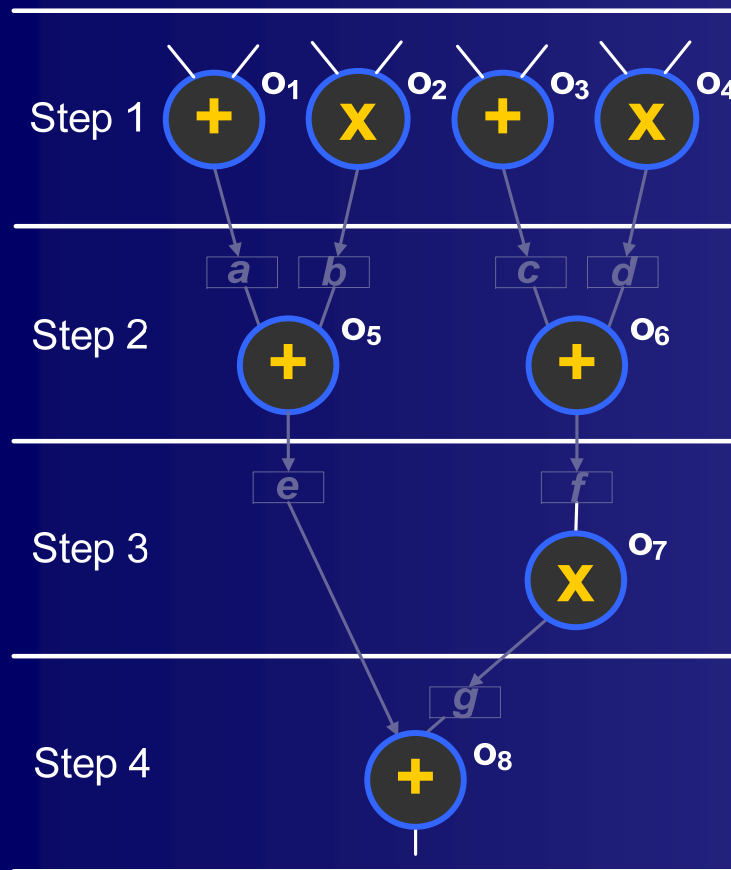 o₁ o₂ o₃ o₄
Step 1 + x + x
a b c d
o₅ o₆
Step 2 + +
e f
Step 3 o₇
x
g
Step 4 o₈
+